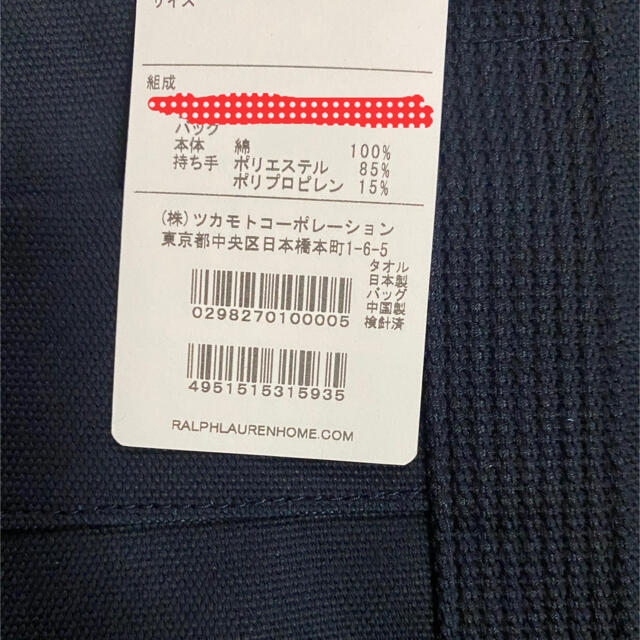 サイズ
組成
バッグ
本体 綿 100%
持ち手 ポリエステル 85%
ポリプロピレン 15%
(株)ツカモトコーポレーション
東京都中央区日本橋本町1-6-5
タオル
日本製
バッグ
中国製
検針済
0298270100005
4951515315935
RALPHLAURENHOME.COM